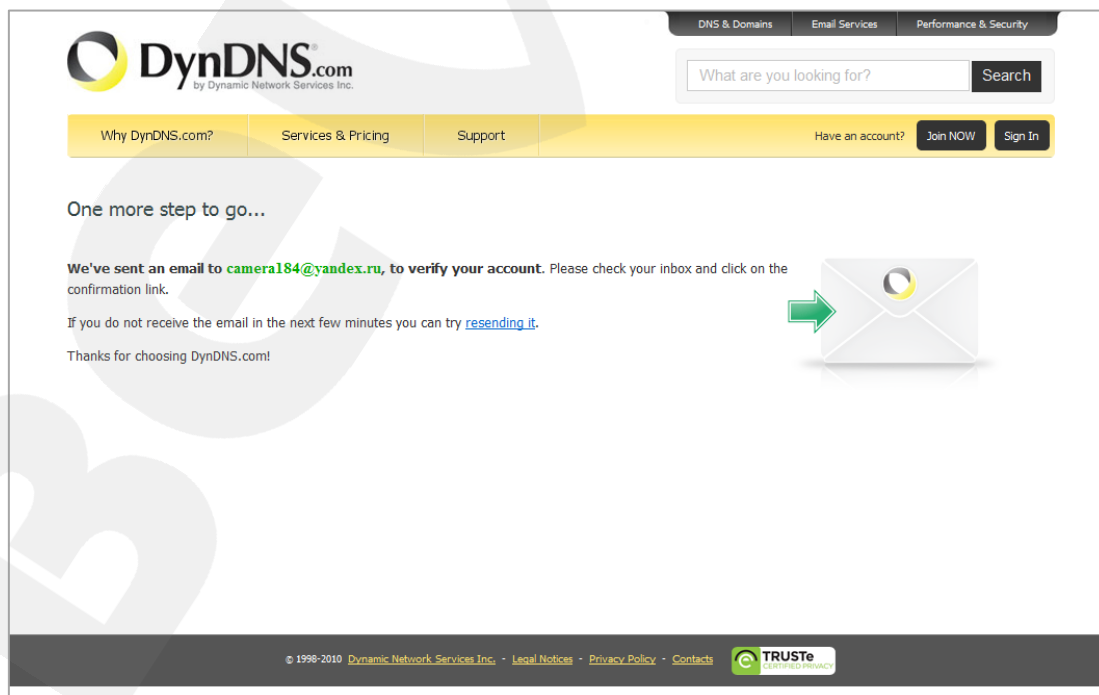 DNS & Domains Email Services Performance & Security
DynDNS.com
by Dynamic Network Services Inc.
What are you looking for? Search
Why DynDNS.com? Services & Pricing Support Have an account? Join NOW Sign In
One more step to go...
We've sent an email to camera184@yandex.ru, to verify your account. Please check your inbox and click on the
confirmation link.
If you do not receive the email in the next few minutes you can try resending it.
Thanks for choosing DynDNS.com!
© 1998-2010 Dynamic Network Services Inc. - Legal Notices - Privacy Policy - Contacts
TRUSTe
CERTIFIED PRIVACY